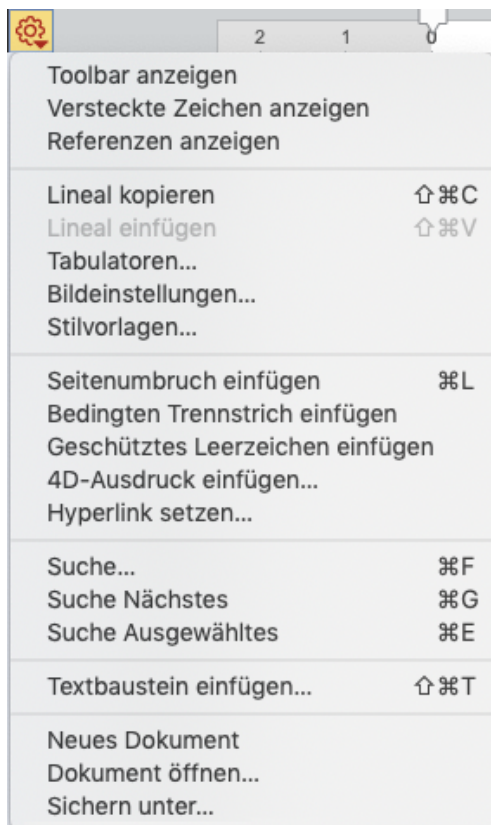 2 1 0
Toolbar anzeigen
Versteckte Zeichen anzeigen
Referenzen anzeigen
Lineal kopieren ⇧⌘C
Lineal einfügen ⇧⌘V
Tabulatoren...
Bildeinstellungen...
Stilvorlagen...
Seitenumbruch einfügen ⌘L
Bedingten Trennstrich einfügen
Geschütztes Leerzeichen einfügen
4D-Ausdruck einfügen...
Hyperlink setzen...
Suche... ⌘F
Suche Nächstes ⌘G
Suche Ausgewähltes ⌘E
Textbaustein einfügen... ⇧⌘T
Neues Dokument
Dokument öffnen...
Sichern unter...